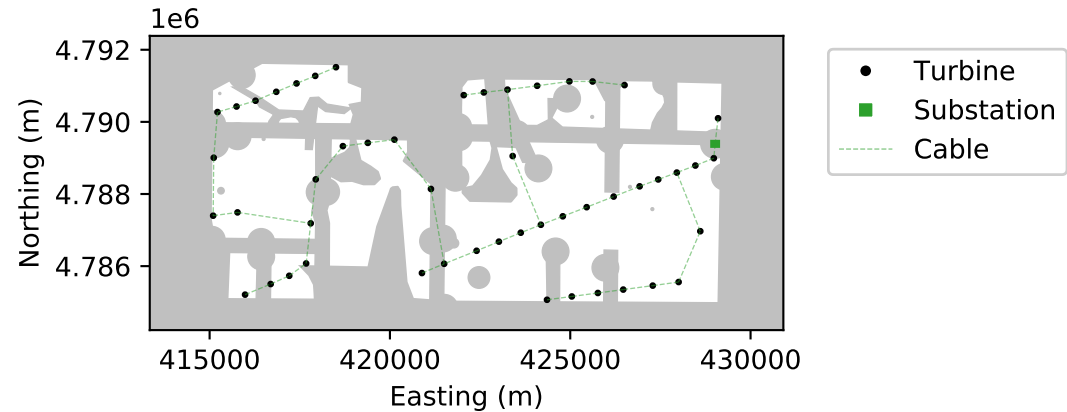 1e6
4.792
4.790
4.788
4.786
Northing (m)
415000 420000 425000 430000
Easting (m)
Turbine
Substation
Cable